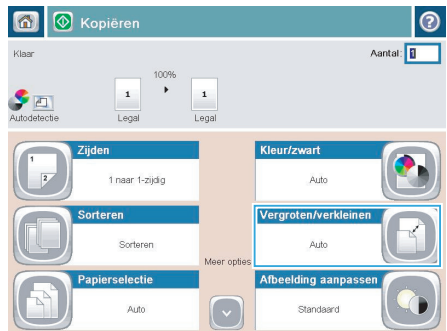 Kopiëren
?
Klaar
Aantal: 1
100%
1 1
Autodetectie Legal Legal
Zijden
1 2
1 naar 1-zijdig
Kleur/zwart
Auto
Sorteren
Sorteren
Vergroten/verkleinen
Auto
Meer opties
Papierselectie
Auto
Afbeelding aanpassen
Standaard